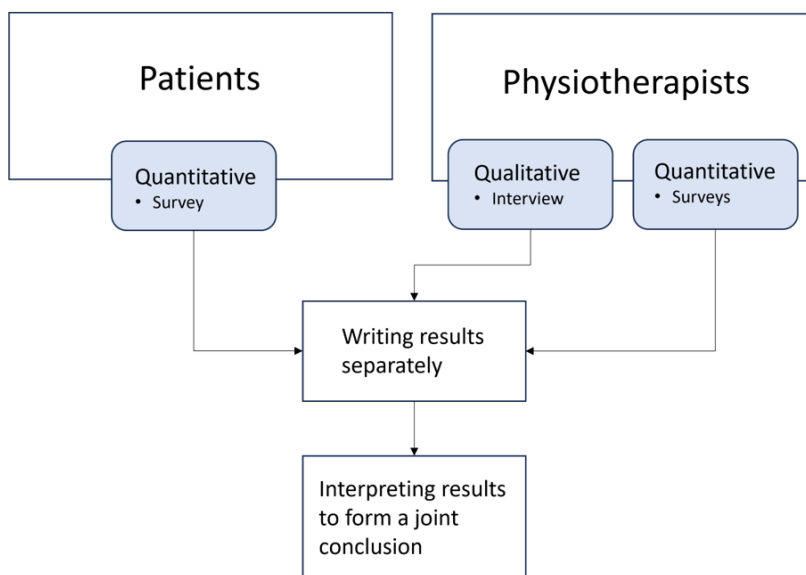 Patients
Physiotherapists
Quantitative
• Survey
Qualitative
• Interview
Quantitative
• Surveys
Writing results
separately
Interpreting results
to form a joint
conclusion